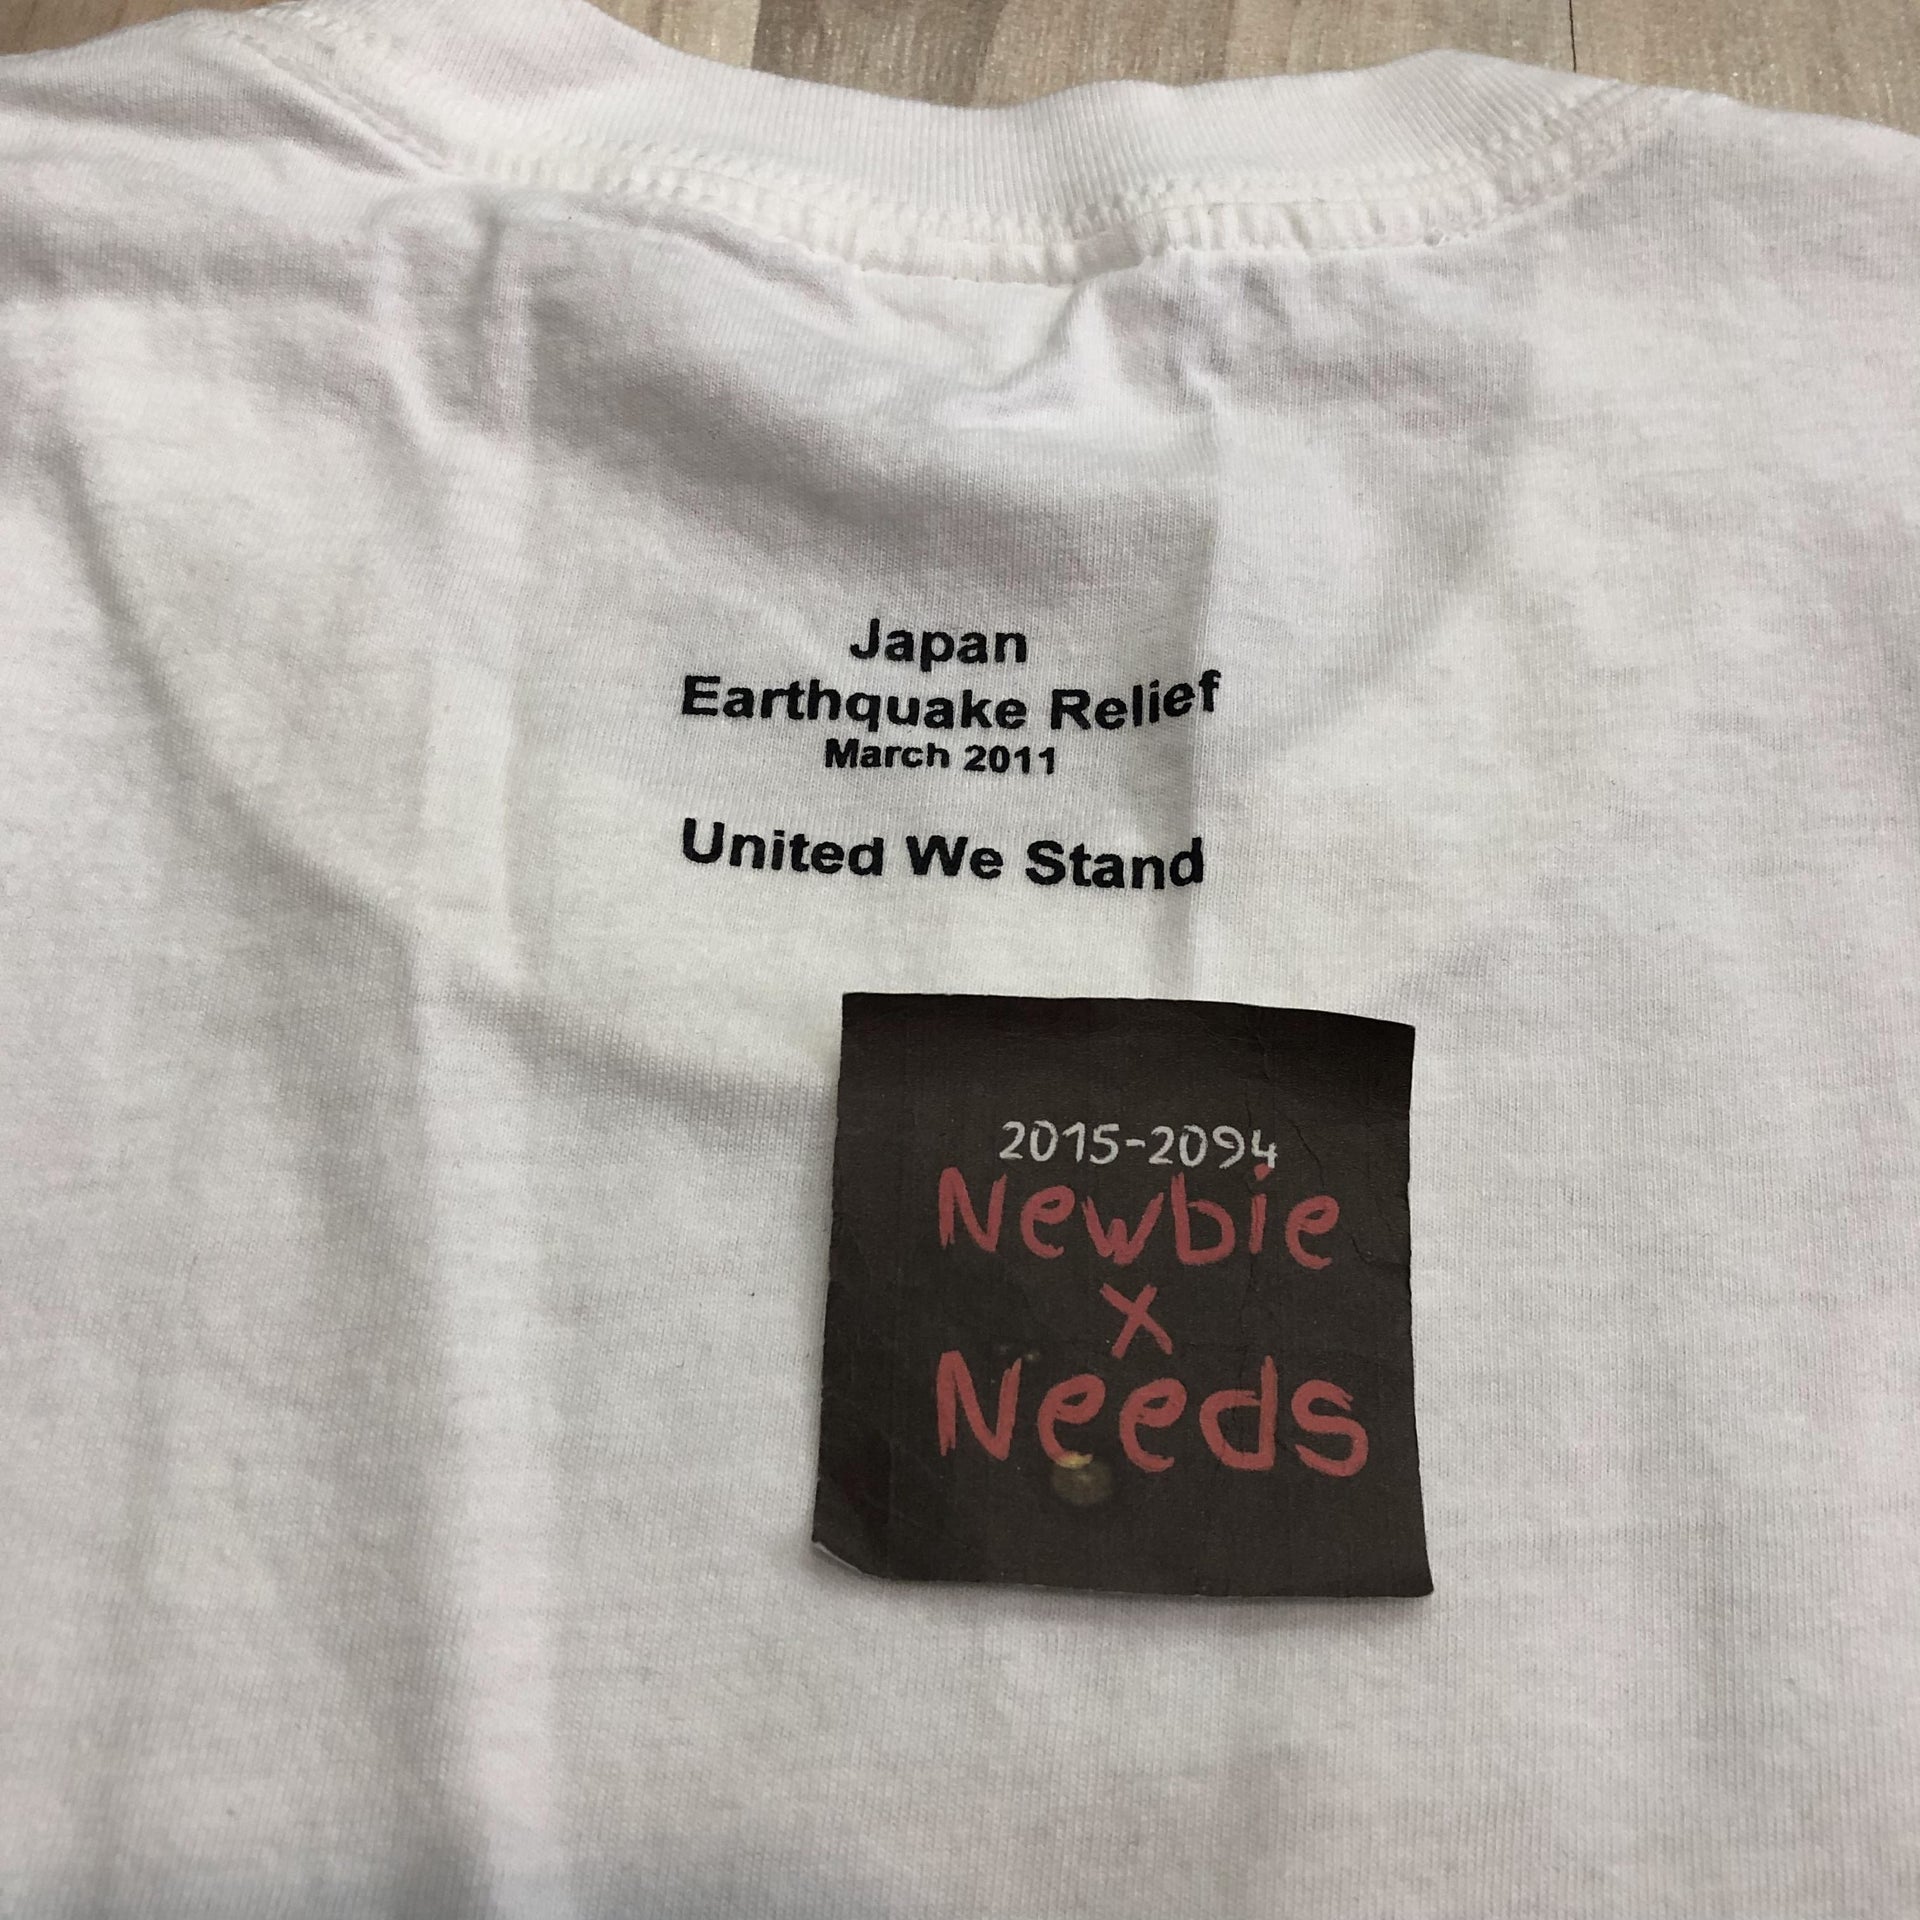 Japan
Earthquake Relief
March 2011
United We Stand
2015-2094
Newbie
x
Needs